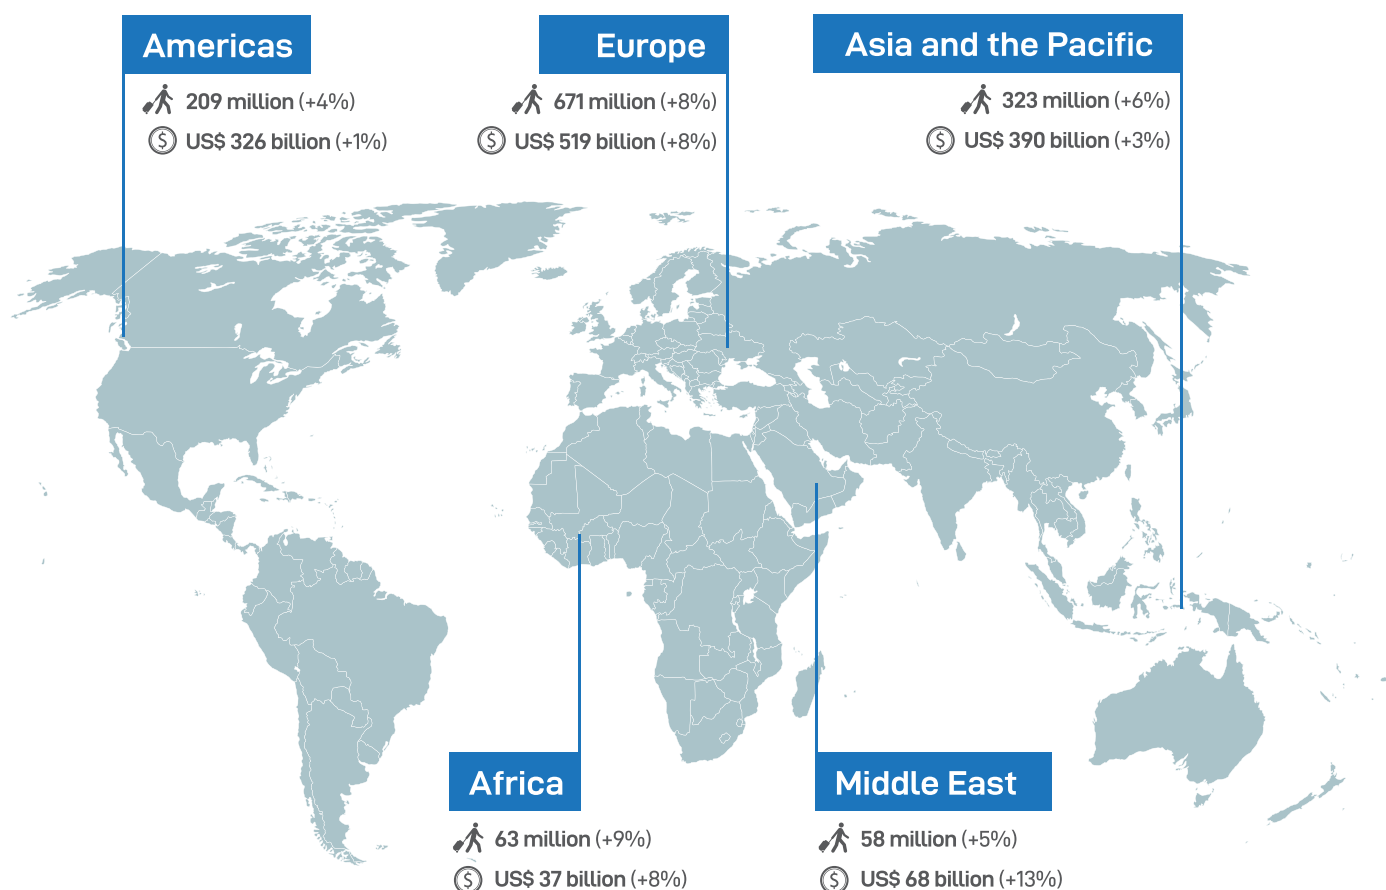 Americas
209 million (+4%)
US$ 326 billion (+1%)
Europe
671 million (+8%)
US$ 519 billion (+8%)
Asia and the Pacific
323 million (+6%)
US$ 390 billion (+3%)
Africa
63 million (+9%)
US$ 37 billion (+8%)
Middle East
58 million (+5%)
US$ 68 billion (+13%)